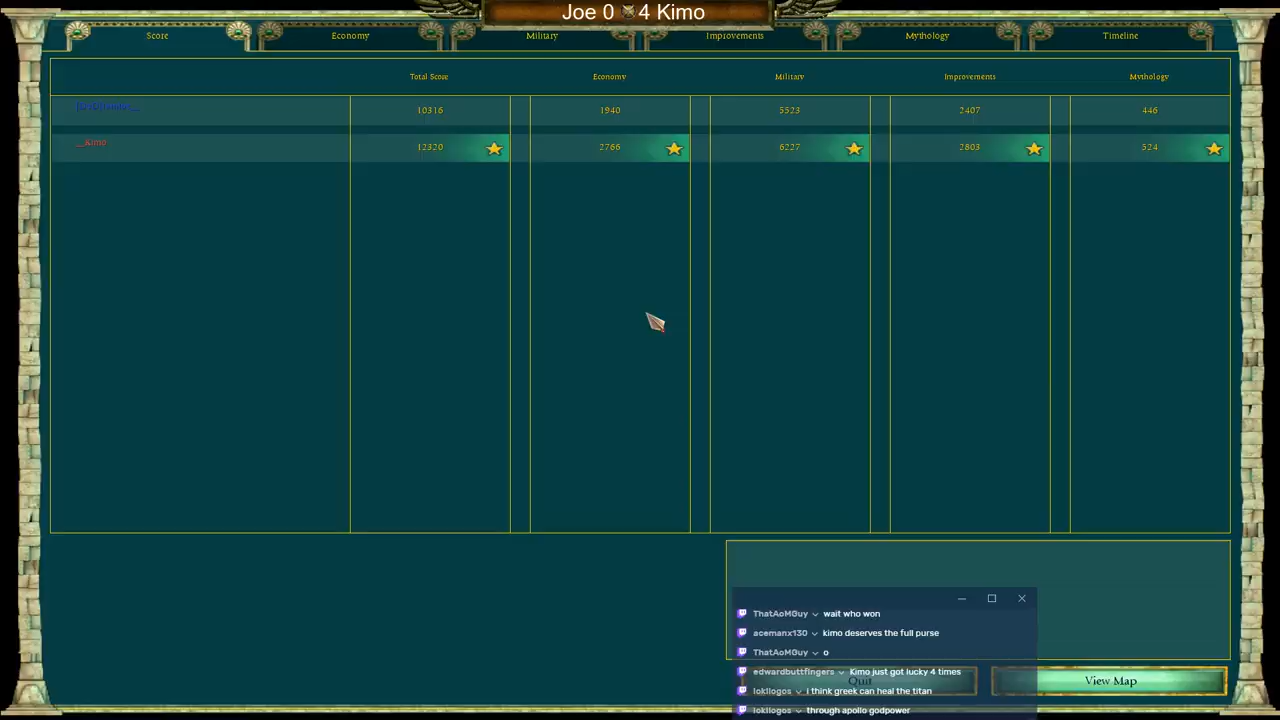 Joe 0 4 Kimo
Score Economy Military Improvements Mythology Timeline
Total Score Economy Military Improvements Mythology
10316 1940 5523 2407 446
__Kimo 12320 2766 6227 2803 524
ThatAoMGuy wait who won
acemanx130 kimo deserves the full purse
ThatAoMGuy o
edwardbuttfingers Kimo just got lucky 4 times
Quit View Map
lokilogos i think greek can heal the titan
lokilogos through apollo godpower